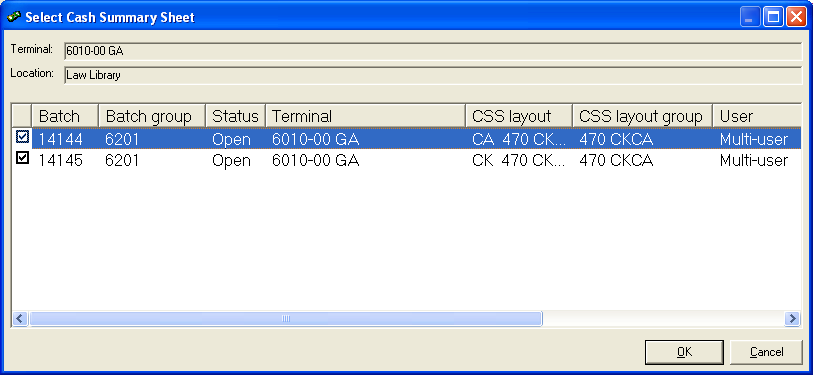 Select Cash Summary Sheet
Terminal: 6010-00 GA
Location: Law Library
Batch Batch group Status Terminal CSS layout CSS layout group User
14144 6201 Open 6010-00 GA CA 470 CK... 470 CKCA Multi-user
14145 6201 Open 6010-00 GA CK 470 CK... 470 CKCA Multi-user
OK Cancel